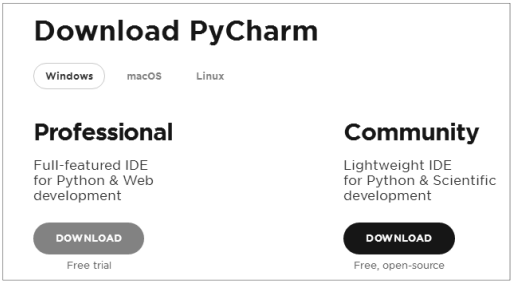 Download PyCharm
Windows macOS Linux
Professional
Full-featured IDE
for Python & Web
development
DOWNLOAD
Free trial
Community
Lightweight IDE
for Python & Scientific
development
DOWNLOAD
Free, open-source